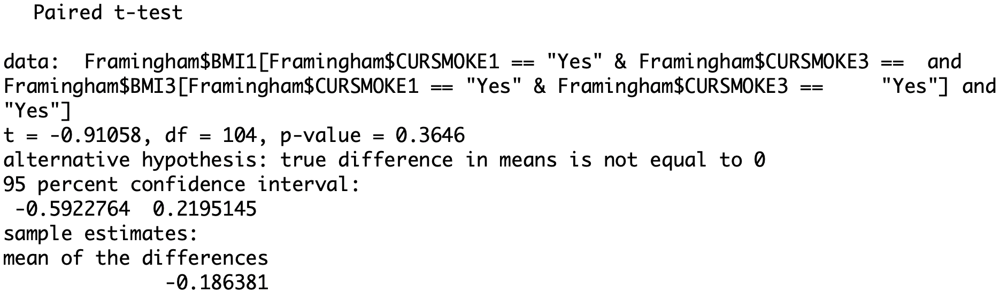 Paired t-test
data:  Framingham$BMI1[Framingham$CURSMOKE1 == "Yes" & Framingham$CURSMOKE3 ==  and
Framingham$BMI3[Framingham$CURSMOKE1 == "Yes" & Framingham$CURSMOKE3 ==     "Yes"] and
"Yes"]
t = -0.91058, df = 104, p-value = 0.3646
alternative hypothesis: true difference in means is not equal to 0
95 percent confidence interval:
 -0.5922764  0.2195145
sample estimates:
mean of the differences
              -0.186381